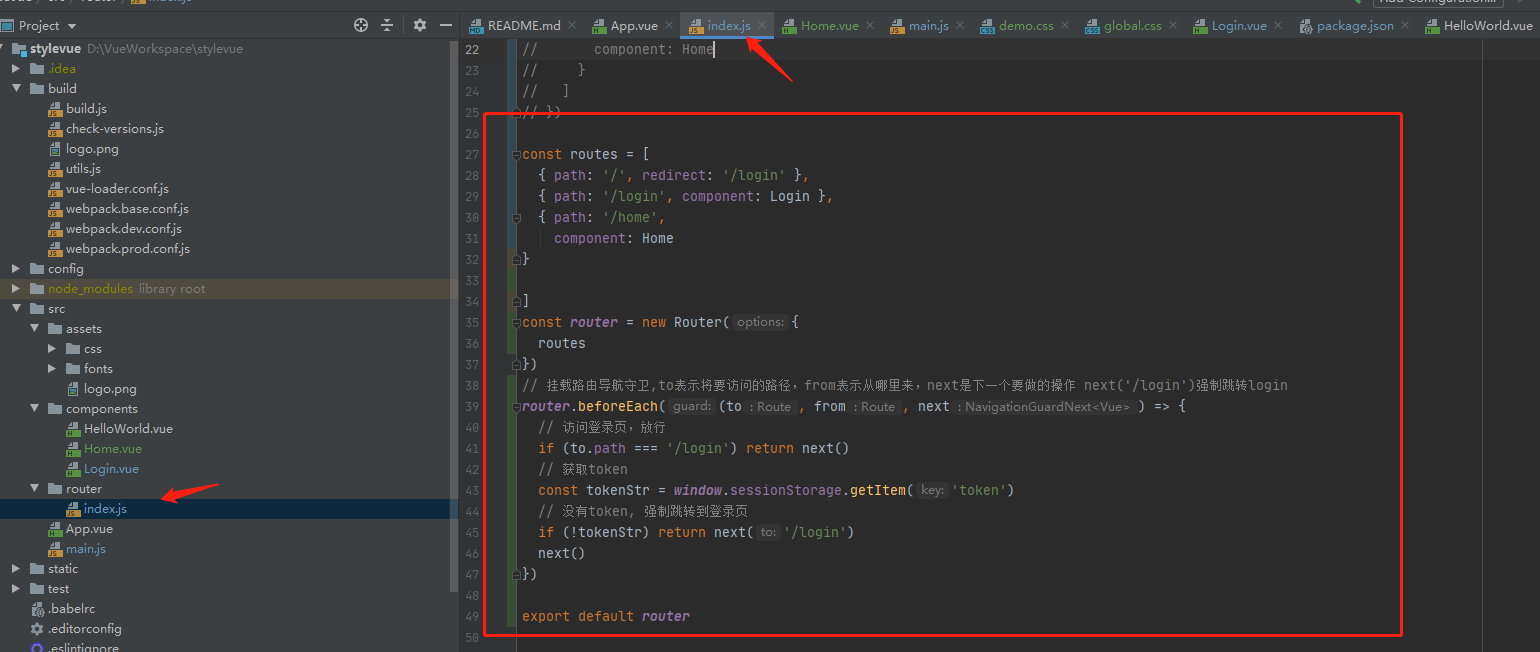 router
index.js
Add Configuration...
Project
README.md
App.vue
index.js
Home.vue
main.js
demo.css
global.css
Login.vue
package.json
HelloWorld.vue
stylevue D:\VueWorkspace\stylevue
.idea
build
build.js
check-versions.js
logo.png
utils.js
vue-loader.conf.js
webpack.base.conf.js
webpack.dev.conf.js
webpack.prod.conf.js
config
node_modules library root
src
assets
css
fonts
logo.png
components
HelloWorld.vue
Home.vue
Login.vue
router
index.js
App.vue
main.js
static
test
.babelrc
.editorconfig
.eslintignore
22 // component: Home
23 // }
24 // ]
25 // })
26
27 const routes = [
28 { path: '/', redirect: '/login' },
29 { path: '/login', component: Login },
30 { path: '/home',
31 component: Home
32 }
33
34 ]
35 const router = new Router( options: {
36 routes
37 })
38 // 挂载路由导航守卫,to表示将要访问的路径，from表示从哪里来，next是下一个要做的操作 next('/login')强制跳转login
39 router.beforeEach( guard: (to : Route , from : Route , next : NavigationGuardNext<Vue> ) => {
40 // 访问登录页，放行
41 if (to.path === '/login') return next()
42 // 获取token
43 const tokenStr = window.sessionStorage.getItem( key: 'token')
44 // 没有token, 强制跳转到登录页
45 if (!tokenStr) return next( to: '/login')
46 next()
47 })
48
49 export default router
50